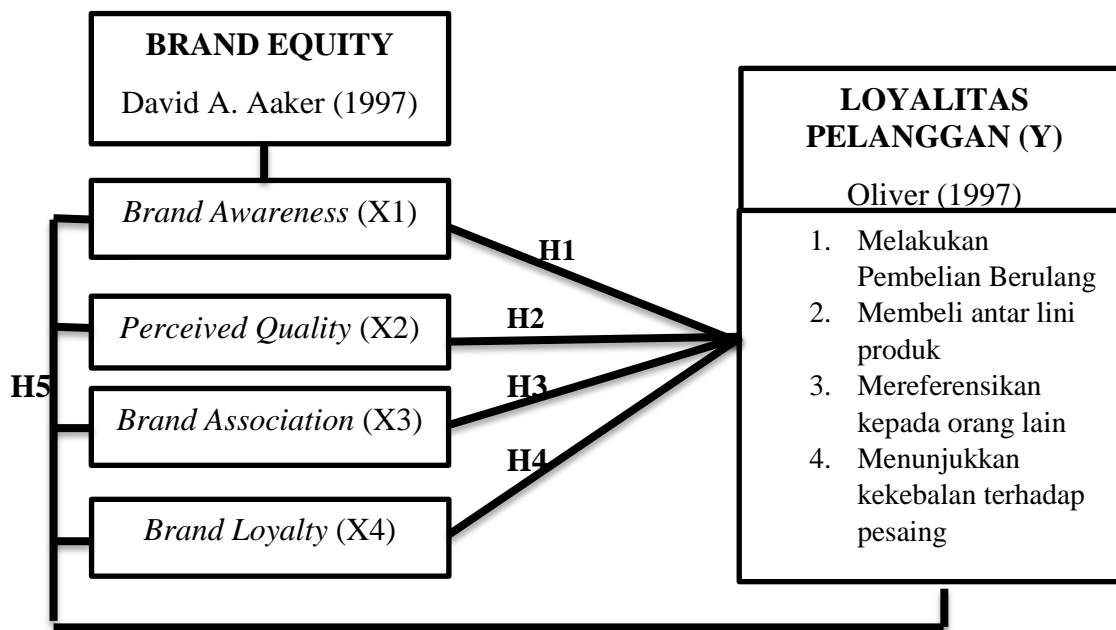 BRAND EQUITY
David A. Aaker (1997)
Brand Awareness (X1)
Perceived Quality (X2)
Brand Association (X3)
Brand Loyalty (X4)
H5
H1
H2
H3
H4
LOYALITAS
PELANGGAN (Y)
Oliver (1997)
1. Melakukan
Pembelian Berulang
2. Membeli antar lini
produk
3. Mereferensikan
kepada orang lain
4. Menunjukkan
kekebalan terhadap
pesaing